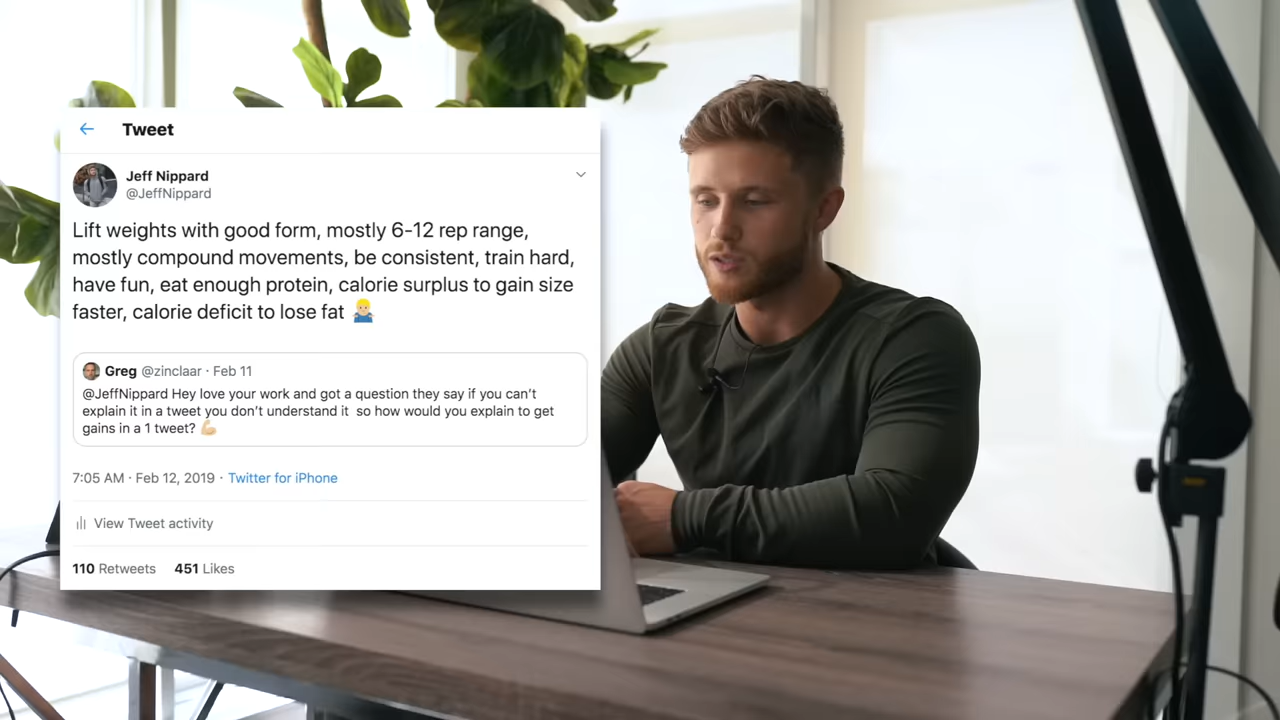 Tweet
Jeff Nippard
@JeffNippard
Lift weights with good form, mostly 6-12 rep range,
mostly compound movements, be consistent, train hard,
have fun, eat enough protein, calorie surplus to gain size
faster, calorie deficit to lose fat 🤷🏼‍♂️
Greg @zinclaar · Feb 11
@JeffNippard Hey love your work and got a question they say if you can’t
explain it in a tweet you don’t understand it so how would you explain to get
gains in a 1 tweet? 💪🏻
7:05 AM · Feb 12, 2019 · Twitter for iPhone
View Tweet activity
110 Retweets 451 Likes